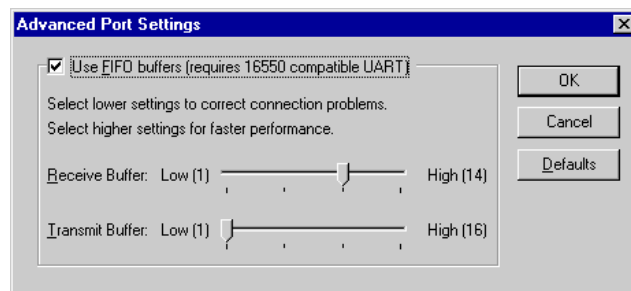 Advanced Port Settings
Use FIFO buffers (requires 16550 compatible UART)
Select lower settings to correct connection problems.
Select higher settings for faster performance.
Receive Buffer: Low (1) High (14)
Transmit Buffer: Low (1) High (16)
OK
Cancel
Defaults